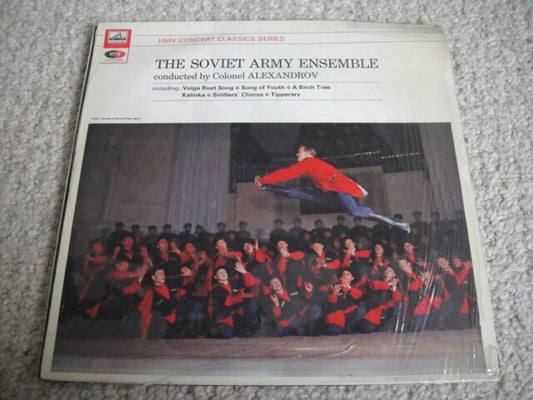 HMV CONCERT CLASSICS SERIES
THE SOVIET ARMY ENSEMBLE
conducted by Colonel ALEXANDROV
including: Volga Boat Song ● Song of Youth ● A Birch Tree
Kalinka ● Soldiers' Chorus ● Tipperary